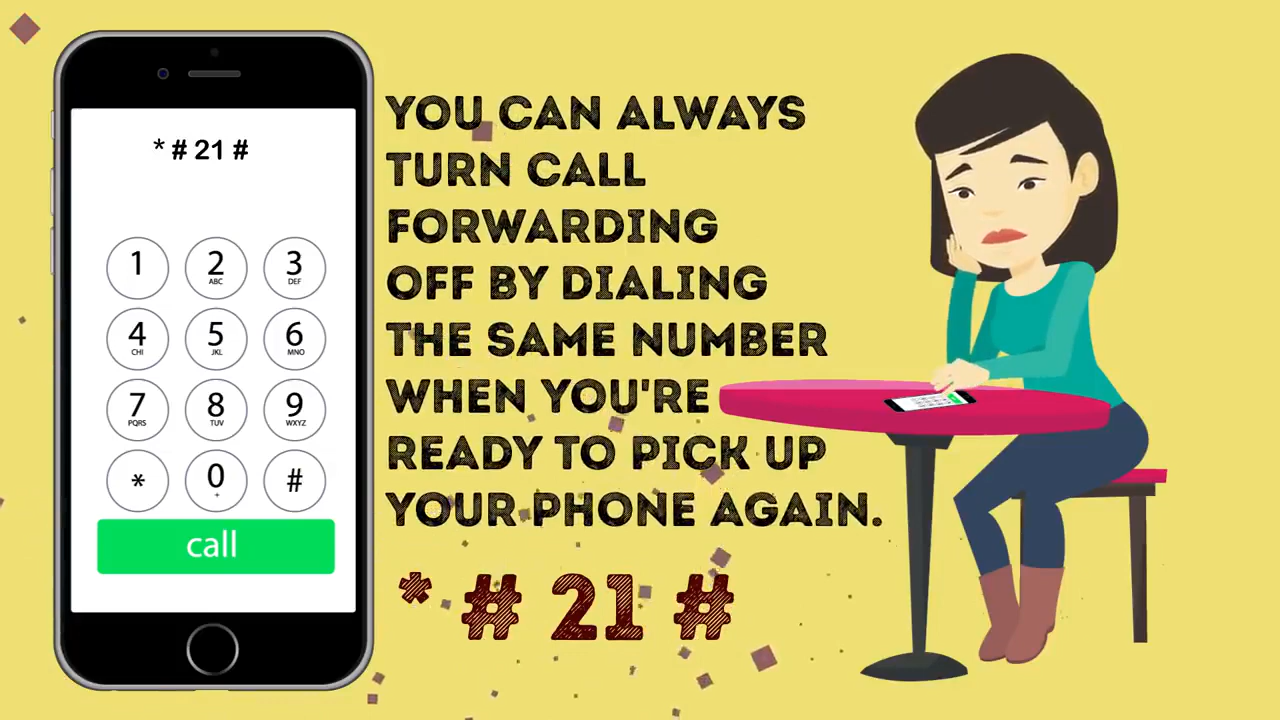 * # 21 #
1
2
ABC
3
DEF
4
GHI
5
JKL
6
MNO
7
PQRS
8
TUV
9
WXYZ
*
0
+
#
call
YOU CAN ALWAYS
TURN CALL
FORWARDING
OFF BY DIALING
THE SAME NUMBER
WHEN YOU'RE
READY TO PICK UP
YOUR PHONE AGAIN.
* # 21 #